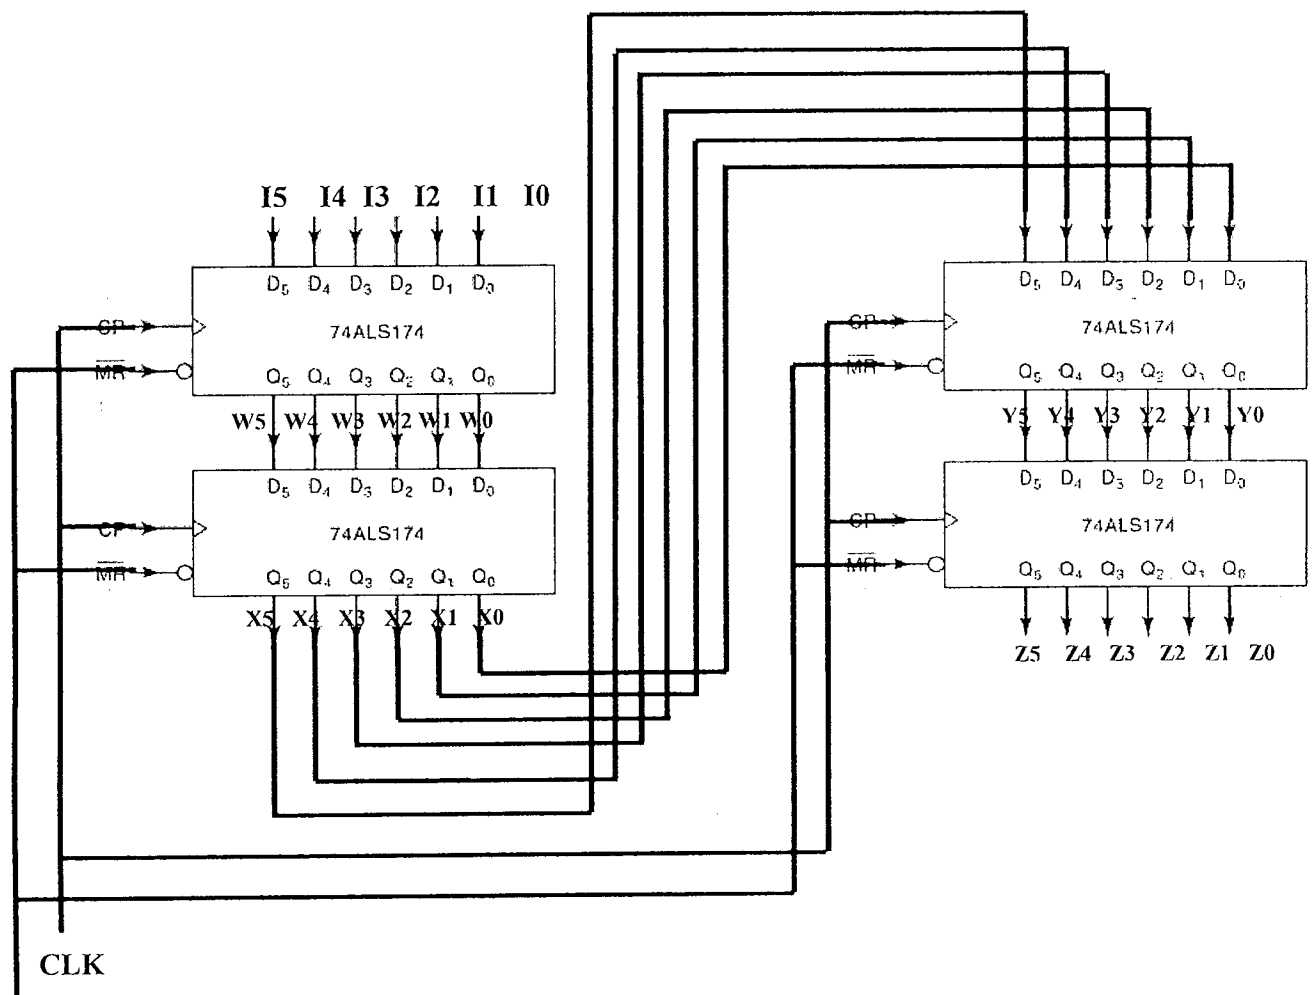 I5 I4 I3 I2 I1 I0
D5 D4 D3 D2 D1 D0
CP
74ALS174
MR
Q5 Q4 Q3 Q2 Q1 Q0
W5 W4 W3 W2 W1 W0
D5 D4 D3 D2 D1 D0
CP
74ALS174
MR
Q5 Q4 Q3 Q2 Q1 Q0
X5 X4 X3 X2 X1 X0
D5 D4 D3 D2 D1 D0
CP
74ALS174
MR
Q5 Q4 Q3 Q2 Q1 Q0
Y5 Y4 Y3 Y2 Y1 Y0
D5 D4 D3 D2 D1 D0
CP
74ALS174
MR
Q5 Q4 Q3 Q2 Q1 Q0
Z5 Z4 Z3 Z2 Z1 Z0
CLK